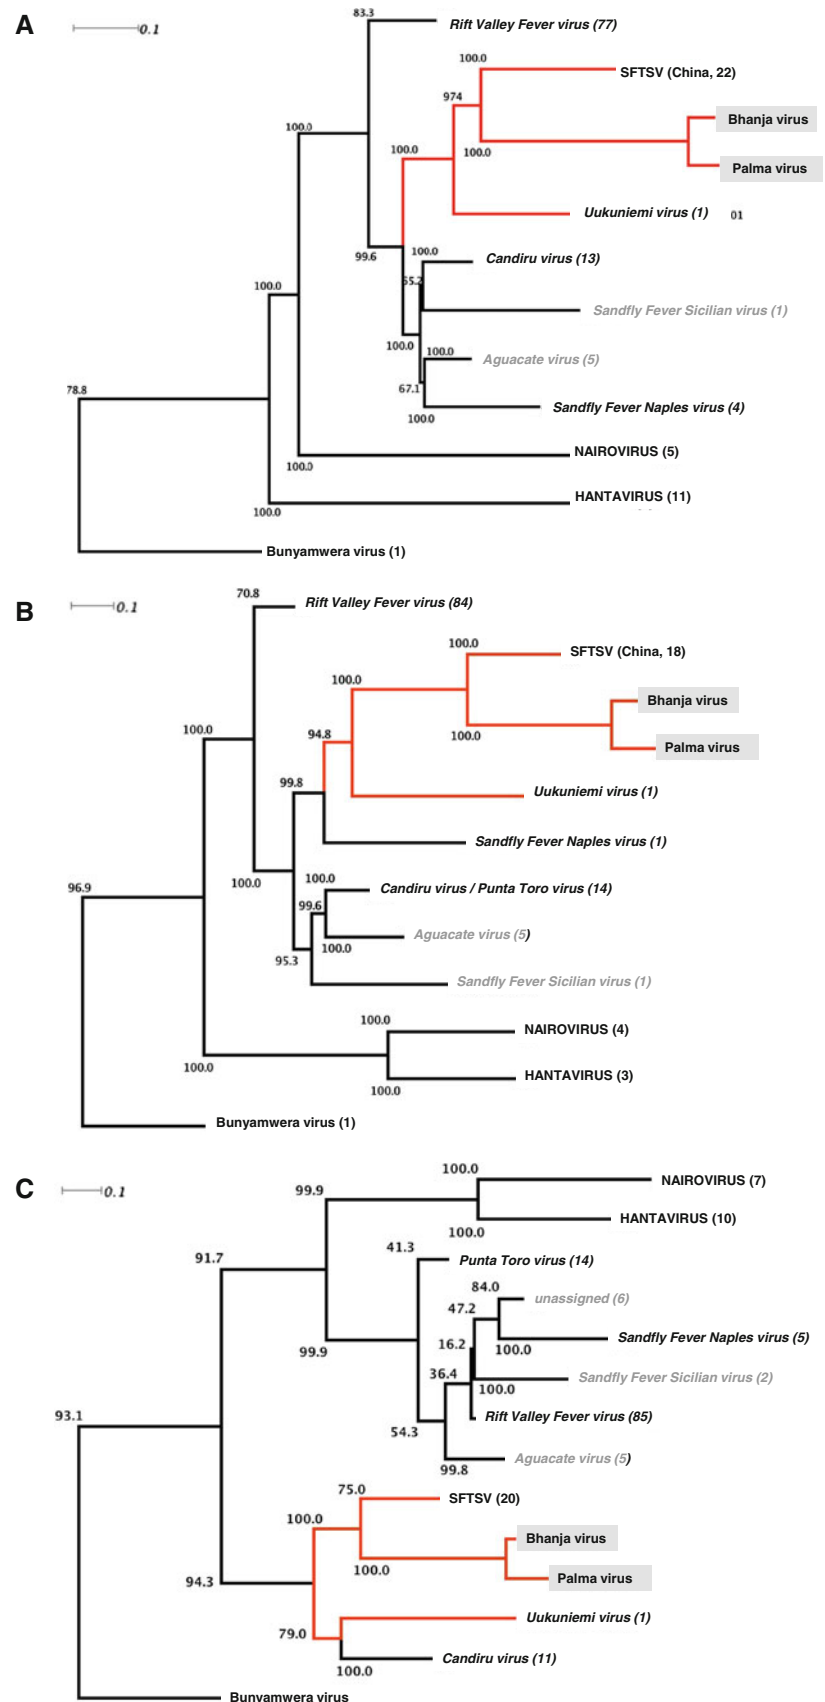 A
0.1
83.3
Rift Valley Fever virus (77)
100.0
SFTSV (China, 22)
974
Bhanja virus
100.0
100.0
100.0
Palma virus
Uukuniemi virus (1) 01
99.6
100.0
Candiru virus (13)
55.2
100.0
Sandfly Fever Sicilian virus (1)
100.0
100.0
Aguacate virus (5)
67.1
78.8
Sandfly Fever Naples virus (4)
100.0
NAIROVIRUS (5)
100.0
HANTAVIRUS (11)
100.0
Bunyamwera virus (1)
B
0.1
70.8
Rift Valley Fever virus (84)
100.0
SFTSV (China, 18)
100.0
Bhanja virus
100.0
94.8
100.0
Palma virus
99.8
Uukuniemi virus (1)
Sandfly Fever Naples virus (1)
100.0
100.0
96.9
Candiru virus / Punta Toro virus (14)
99.6
Aguacate virus (5)
100.0
95.3
Sandfly Fever Sicilian virus (1)
100.0
NAIROVIRUS (4)
100.0
HANTAVIRUS (3)
100.0
Bunyamwera virus (1)
C
0.1
100.0
NAIROVIRUS (7)
99.9
HANTAVIRUS (10)
100.0
91.7
41.3
Punta Toro virus (14)
84.0
unassigned (6)
47.2
Sandfly Fever Naples virus (5)
99.9
16.2
100.0
36.4
Sandfly Fever Sicilian virus (2)
100.0
93.1
Rift Valley Fever virus (85)
54.3
Aguacate virus (5)
99.8
75.0
SFTSV (20)
100.0
Bhanja virus
100.0
Palma virus
94.3
Uukuniemi virus (1)
79.0
Candiru virus (11)
100.0
Bunyamwera virus